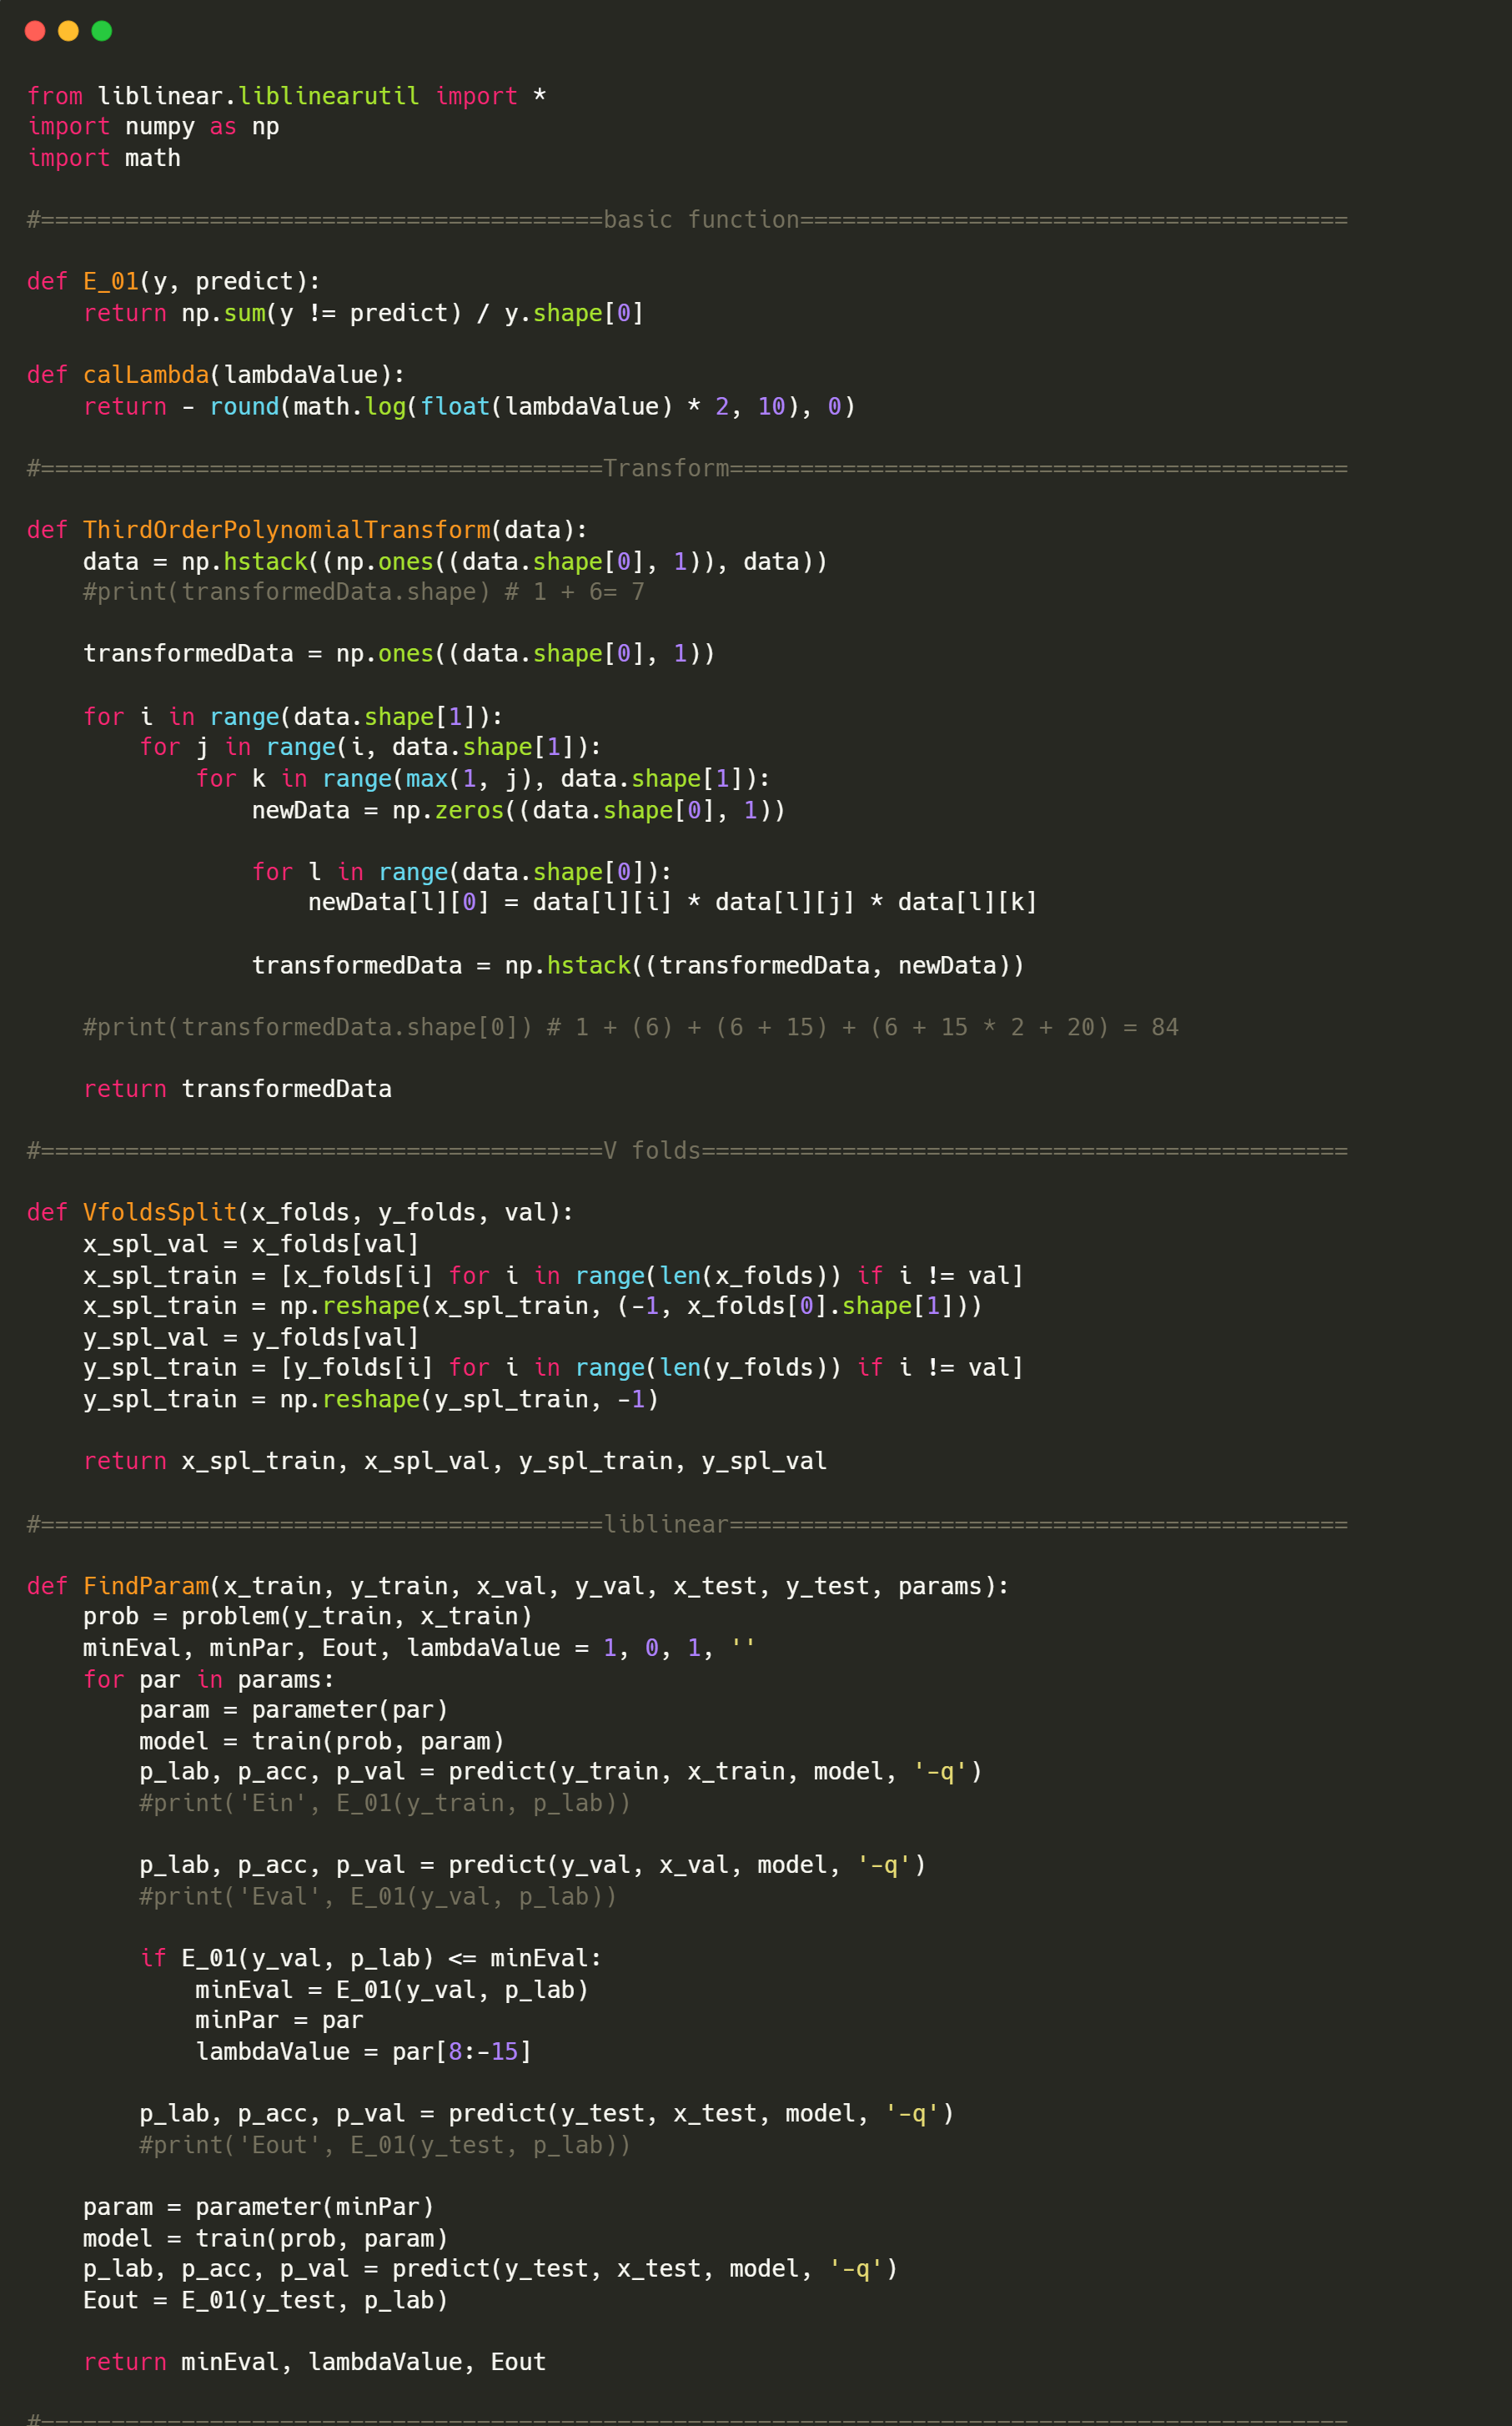 from liblinear.liblinearutil import *
import numpy as np
import math
#========================================basic function=======================================
def E_01(y, predict):
    return np.sum(y != predict) / y.shape[0]
def calLambda(lambdaValue):
    return - round(math.log(float(lambdaValue) * 2, 10), 0)
#========================================Transform============================================
def ThirdOrderPolynomialTransform(data):
    data = np.hstack((np.ones((data.shape[0], 1)), data))
    #print(transformedData.shape) # 1 + 6= 7
    transformedData = np.ones((data.shape[0], 1))
    for i in range(data.shape[1]):
        for j in range(i, data.shape[1]):
            for k in range(max(1, j), data.shape[1]):
                newData = np.zeros((data.shape[0], 1))
                for l in range(data.shape[0]):
                    newData[l][0] = data[l][i] * data[l][j] * data[l][k]
                transformedData = np.hstack((transformedData, newData))
    #print(transformedData.shape[0]) # 1 + (6) + (6 + 15) + (6 + 15 * 2 + 20) = 84
    return transformedData
#========================================V folds==============================================
def VfoldsSplit(x_folds, y_folds, val):
    x_spl_val = x_folds[val]
    x_spl_train = [x_folds[i] for i in range(len(x_folds)) if i != val]
    x_spl_train = np.reshape(x_spl_train, (-1, x_folds[0].shape[1]))
    y_spl_val = y_folds[val]
    y_spl_train = [y_folds[i] for i in range(len(y_folds)) if i != val]
    y_spl_train = np.reshape(y_spl_train, -1)
    return x_spl_train, x_spl_val, y_spl_train, y_spl_val
#========================================liblinear============================================
def FindParam(x_train, y_train, x_val, y_val, x_test, y_test, params):
    prob = problem(y_train, x_train)
    minEval, minPar, Eout, lambdaValue = 1, 0, 1, ''
    for par in params:
        param = parameter(par)
        model = train(prob, param)
        p_lab, p_acc, p_val = predict(y_train, x_train, model, '-q')
        #print('Ein', E_01(y_train, p_lab))
        p_lab, p_acc, p_val = predict(y_val, x_val, model, '-q')
        #print('Eval', E_01(y_val, p_lab))
        if E_01(y_val, p_lab) <= minEval:
            minEval = E_01(y_val, p_lab)
            minPar = par
            lambdaValue = par[8:-15]
        p_lab, p_acc, p_val = predict(y_test, x_test, model, '-q')
        #print('Eout', E_01(y_test, p_lab))
    param = parameter(minPar)
    model = train(prob, param)
    p_lab, p_acc, p_val = predict(y_test, x_test, model, '-q')
    Eout = E_01(y_test, p_lab)
    return minEval, lambdaValue, Eout
#=============================================================================================